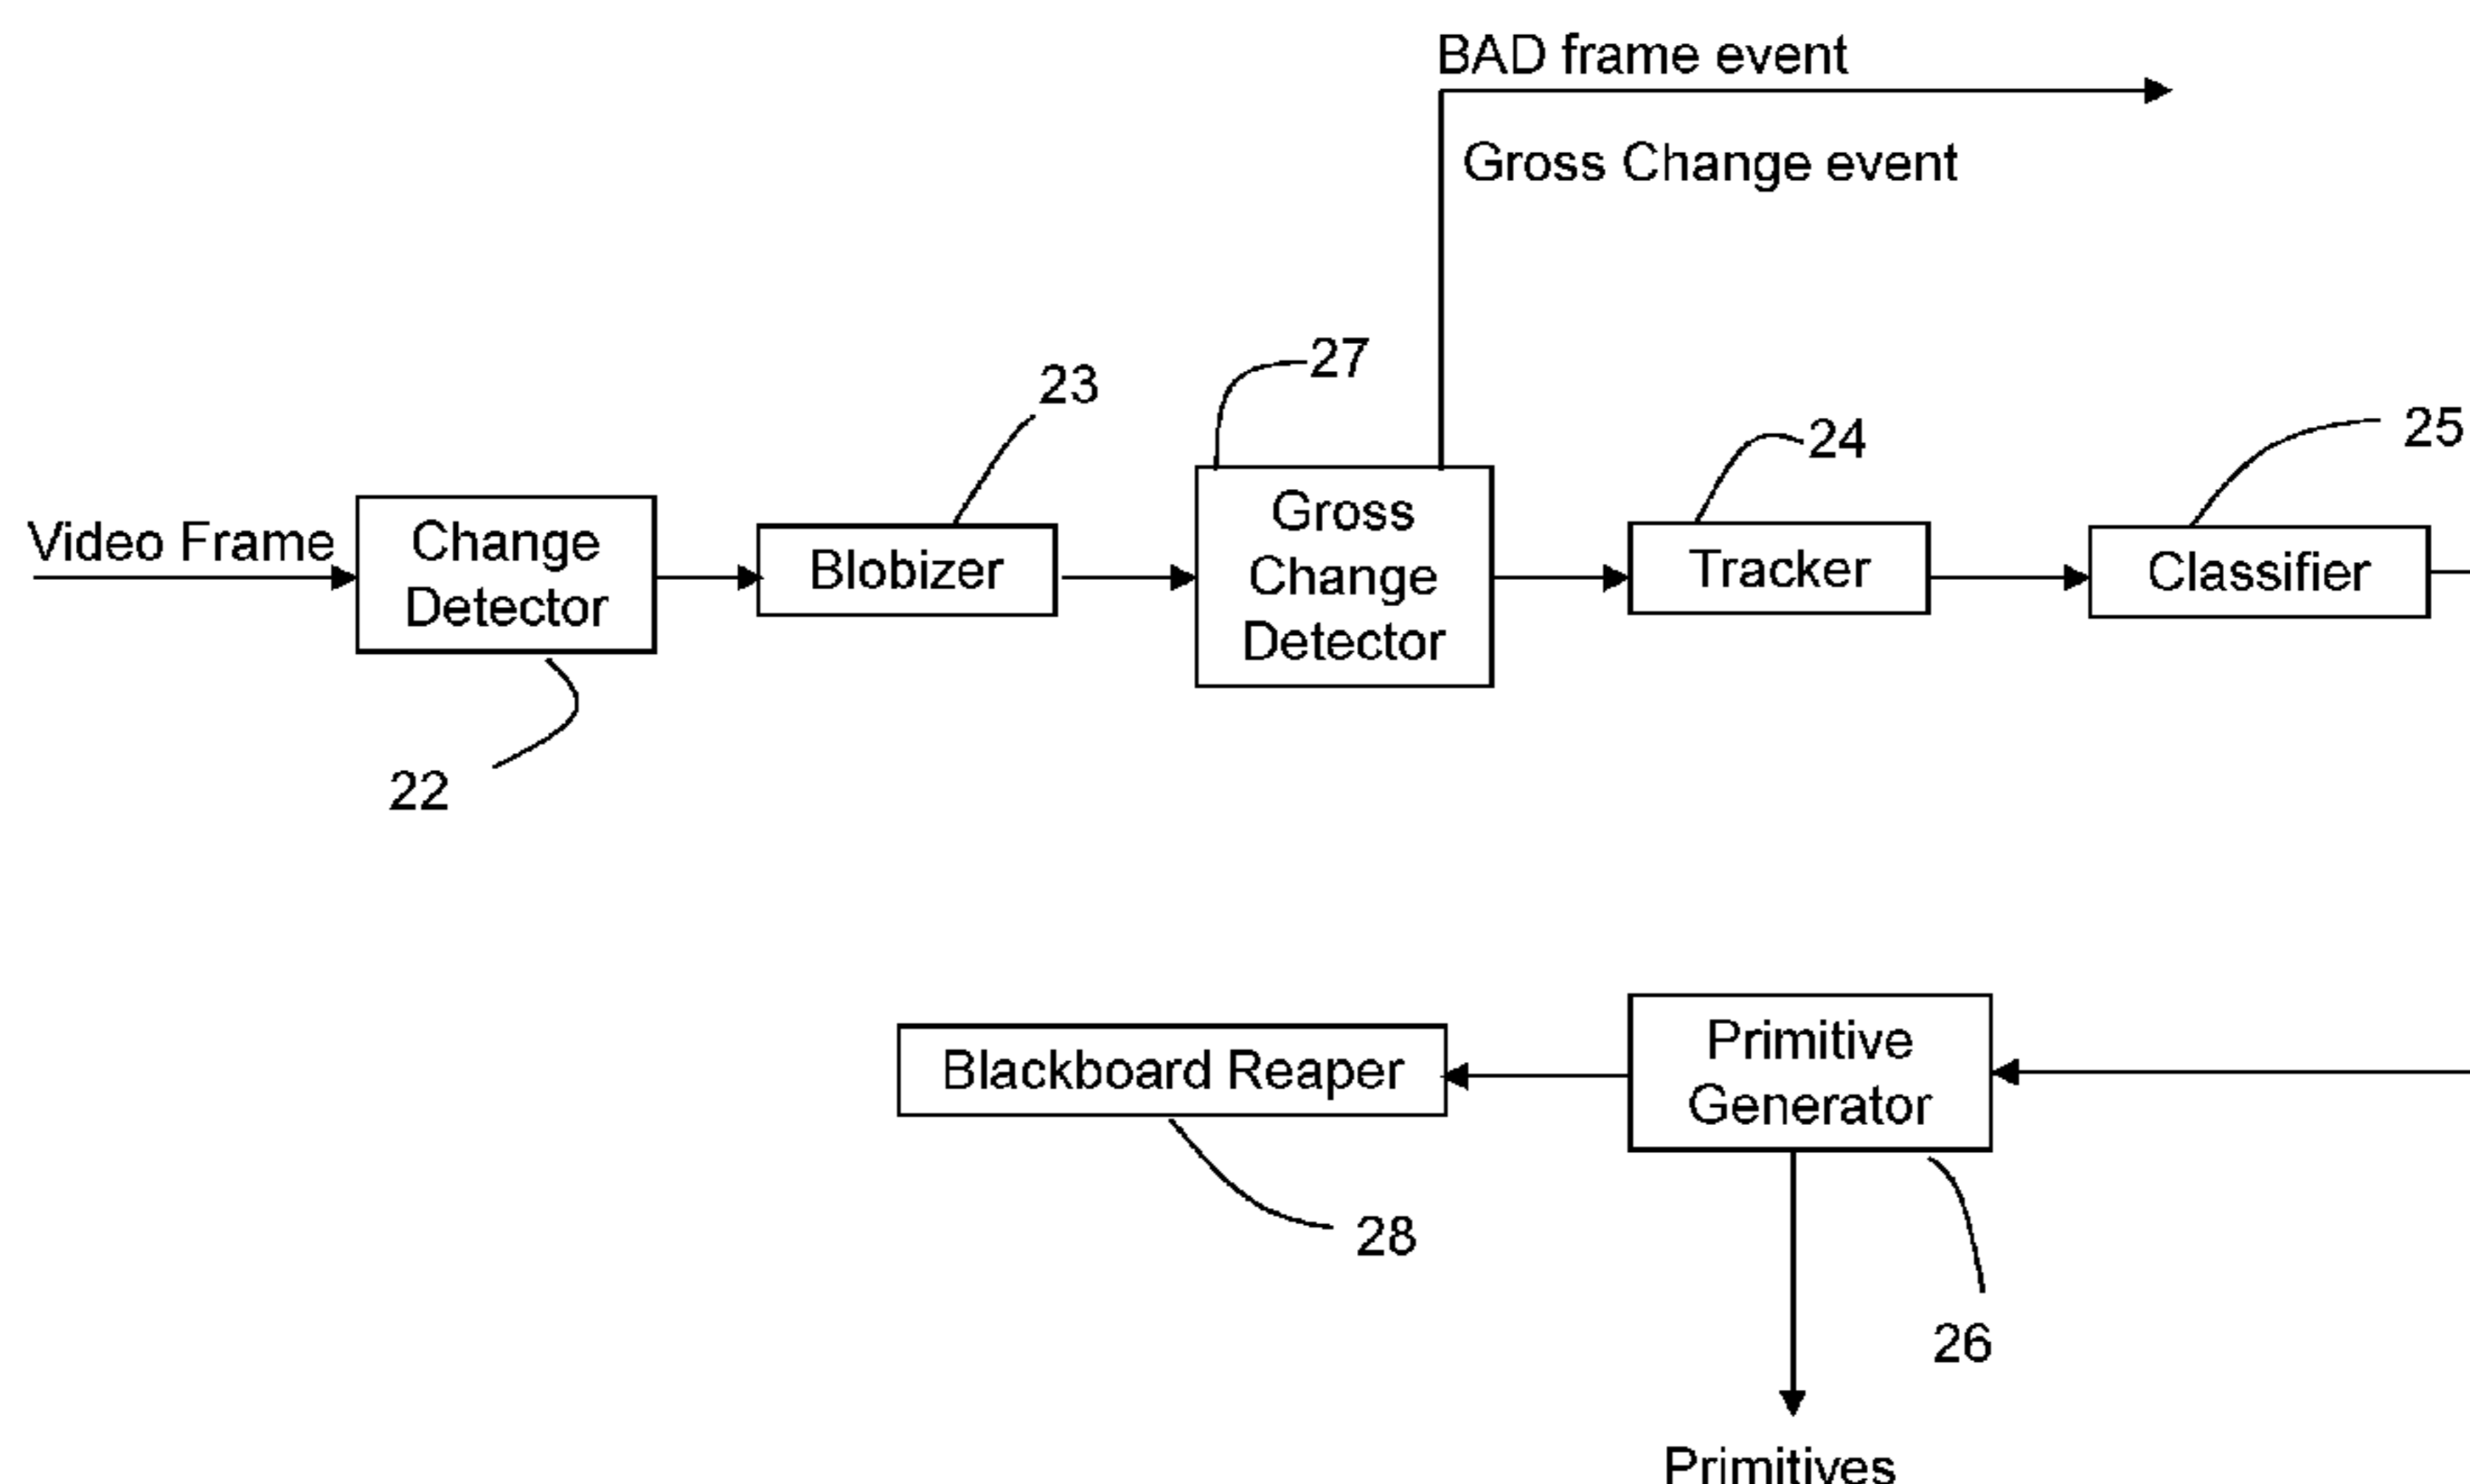 BAD frame event
Gross Change event
27
23
24
25
Video Frame
Change
Detector
Blobizer
Gross
Change
Detector
Tracker
Classifier
22
Blackboard Reaper
Primitive
Generator
28
26
Primitives